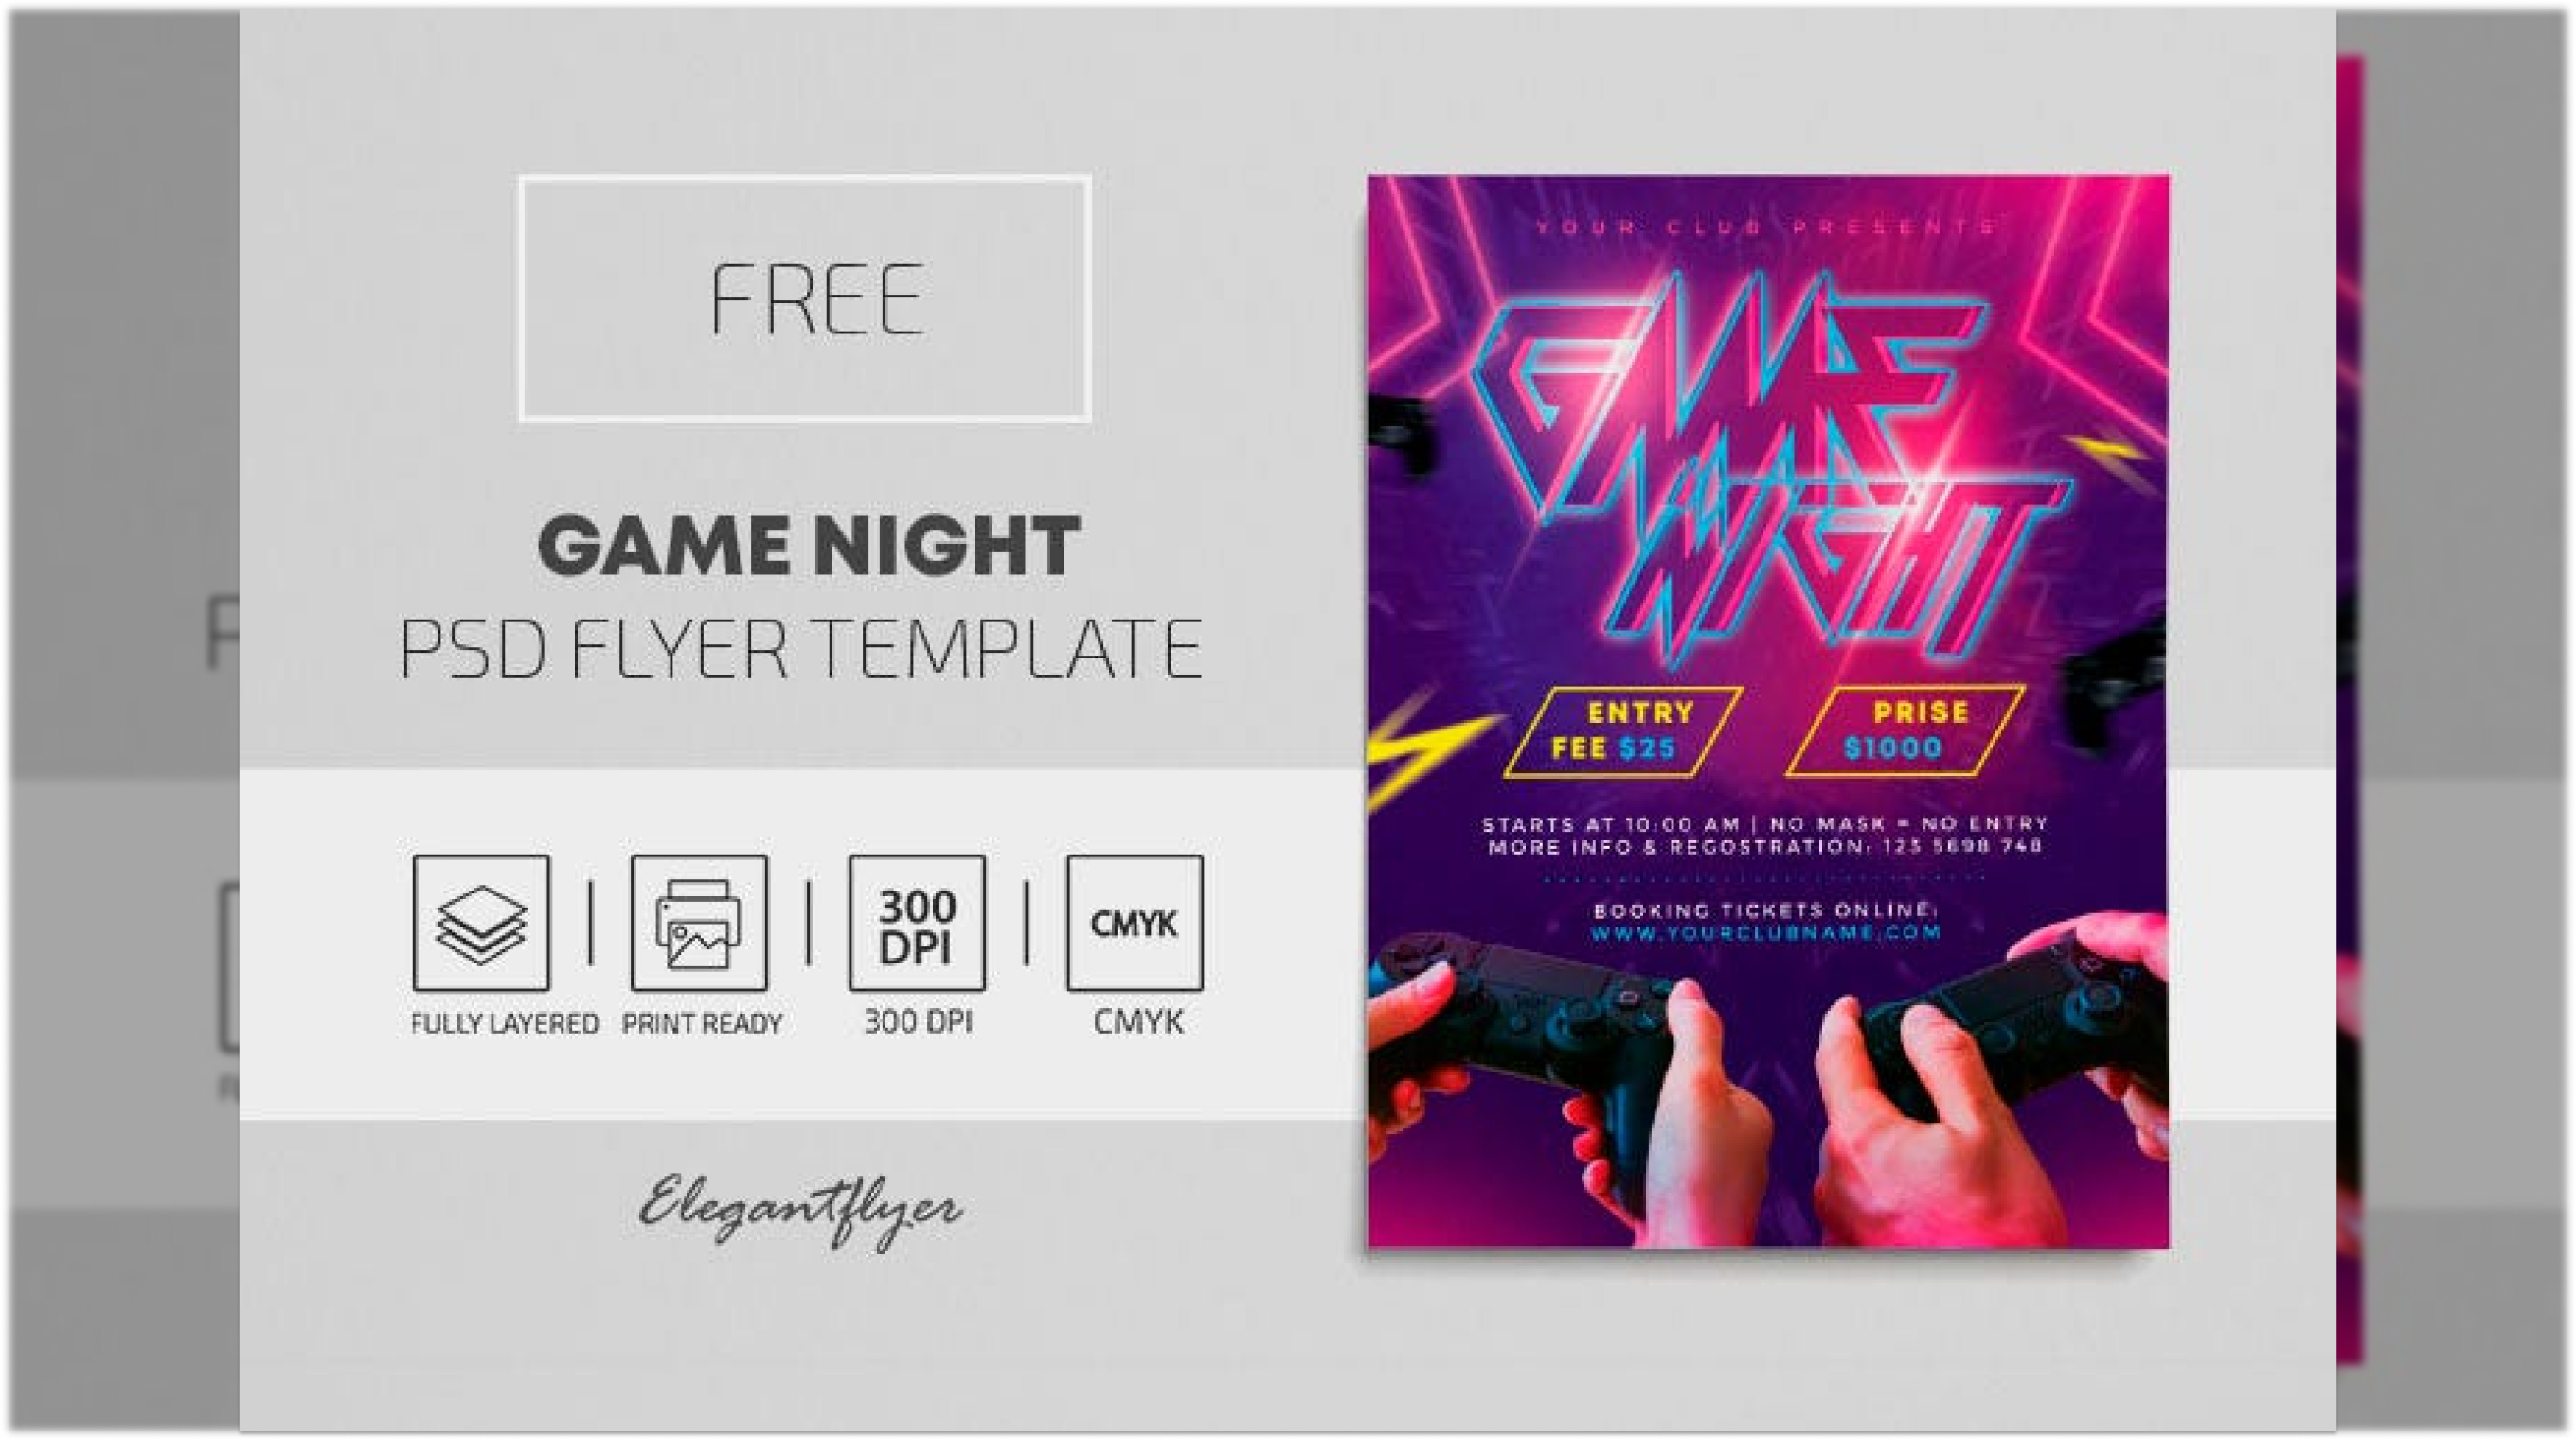 FREE
GAME NIGHT
PSD FLYER TEMPLATE
300
DPI
CMYK
FULLY LAYERED
PRINT READY
300 DPI
CMYK
Elegantflyer
YOUR CLUB PRESENTS
GAME
NIGHT
ENTRY
FEE $25
PRISE
$1000
STARTS AT 10:00 AM | NO MASK = NO ENTRY
MORE INFO & REGOSTRATION: 123 5698 748
BOOKING TICKETS ONLINE:
WWW.YOURCLUBNAME.COM